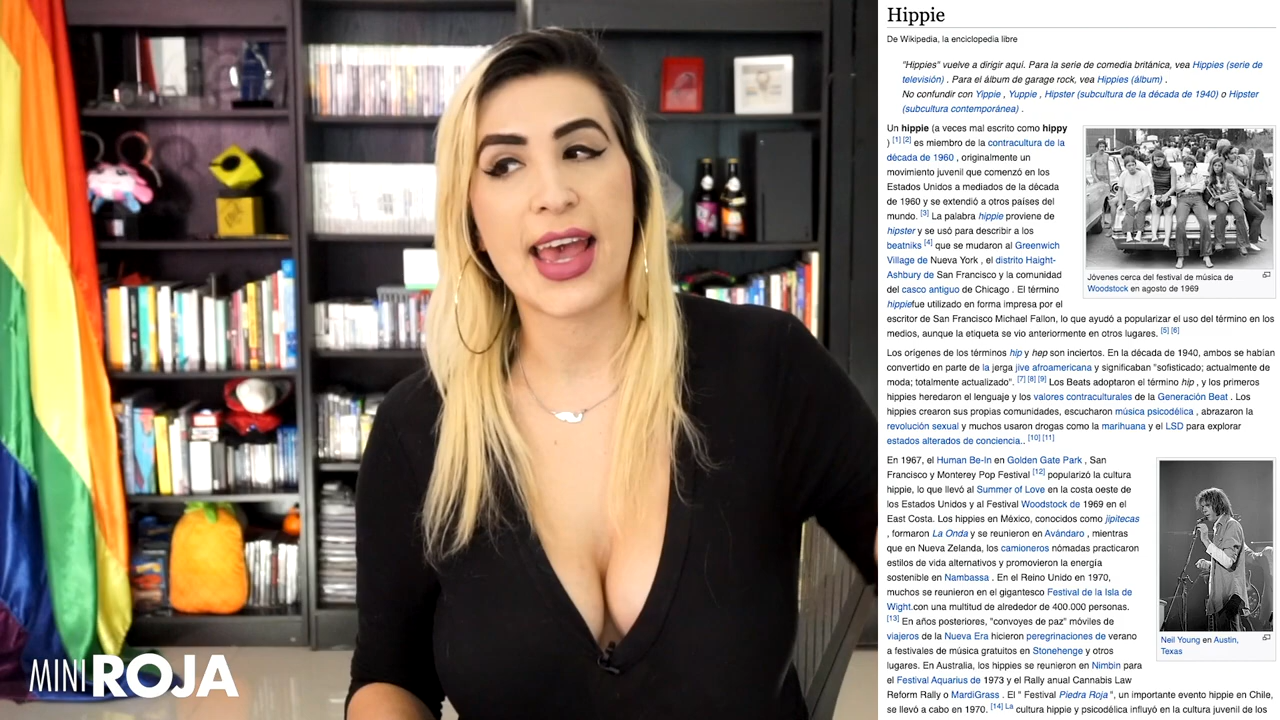 MINI ROJA
Hippie
De Wikipedia, la enciclopedia libre
"Hippies" vuelve a dirigir aquí. Para la serie de comedia británica, vea Hippies (serie de
televisión) . Para el álbum de garage rock, vea Hippies (álbum) .
No confundir con Yippie , Yuppie , Hipster (subcultura de la década de 1940) o Hipster
(subcultura contemporánea) .
Un hippie (a veces mal escrito como hippy
) [1] [2] es miembro de la contracultura de la
década de 1960 , originalmente un
movimiento juvenil que comenzó en los
Estados Unidos a mediados de la década
de 1960 y se extendió a otros países del
mundo. [3] La palabra hippie proviene de
hipster y se usó para describir a los
beatniks [4] que se mudaron al Greenwich
Village de Nueva York , el distrito Haight-
Ashbury de San Francisco y la comunidad
del casco antiguo de Chicago . El término
hippiefue utilizado en forma impresa por el
escritor de San Francisco Michael Fallon, lo que ayudó a popularizar el uso del término en los
medios, aunque la etiqueta se vio anteriormente en otros lugares. [5] [6]
Jóvenes cerca del festival de música de
Woodstock en agosto de 1969
Los orígenes de los términos hip y hep son inciertos. En la década de 1940, ambos se habían
convertido en parte de la jerga jive afroamericana y significaban "sofisticado; actualmente de
moda; totalmente actualizado". [7] [8] [9] Los Beats adoptaron el término hip , y los primeros
hippies heredaron el lenguaje y los valores contraculturales de la Generación Beat . Los
hippies crearon sus propias comunidades, escucharon música psicodélica , abrazaron la
revolución sexual y muchos usaron drogas como la marihuana y el LSD para explorar
estados alterados de conciencia.. [10] [11]
En 1967, el Human Be-In en Golden Gate Park , San
Francisco y Monterey Pop Festival [12] popularizó la cultura
hippie, lo que llevó al Summer of Love en la costa oeste de
los Estados Unidos y al Festival Woodstock de 1969 en el
East Costa. Los hippies en México, conocidos como jipitecas
, formaron La Onda y se reunieron en Avándaro , mientras
que en Nueva Zelanda, los camioneros nómadas practicaron
estilos de vida alternativos y promovieron la energía
sostenible en Nambassa . En el Reino Unido en 1970,
muchos se reunieron en el gigantesco Festival de la Isla de
Wight.con una multitud de alrededor de 400.000 personas.
[13] En años posteriores, "convoyes de paz" móviles de
viajeros de la Nueva Era hicieron peregrinaciones de verano
a festivales de música gratuitos en Stonehenge y otros
lugares. En Australia, los hippies se reunieron en Nimbin para
el Festival Aquarius de 1973 y el Rally anual Cannabis Law
Reform Rally o MardiGrass . El " Festival Piedra Roja ", un importante evento hippie en Chile,
se llevó a cabo en 1970. [14] La cultura hippie y psicodélica influyó en la cultura juvenil de los
Neil Young en Austin,
Texas